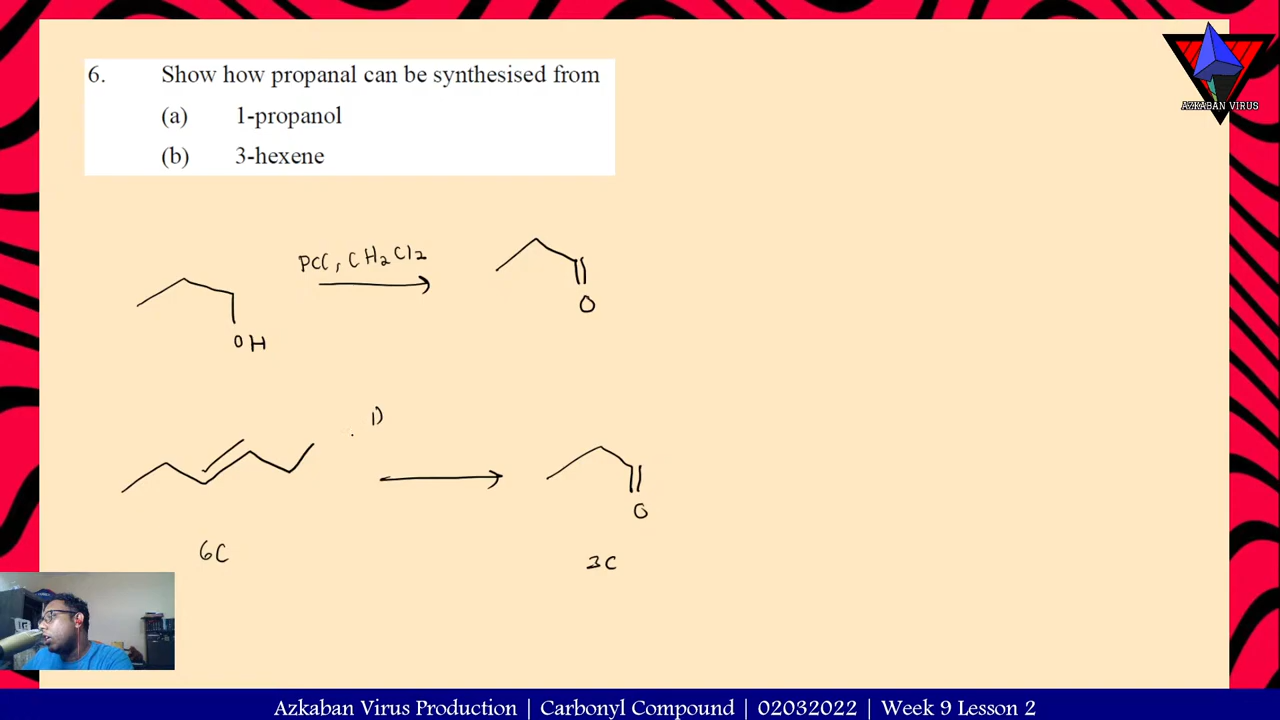 AZKABAN VIRUS
6. Show how propanal can be synthesised from
(a) 1-propanol
(b) 3-hexene
PCC, CH2Cl2
OH
O
1)
O
6C
3C
Azkaban Virus Production | Carbonyl Compound | 02032022 | Week 9 Lesson 2